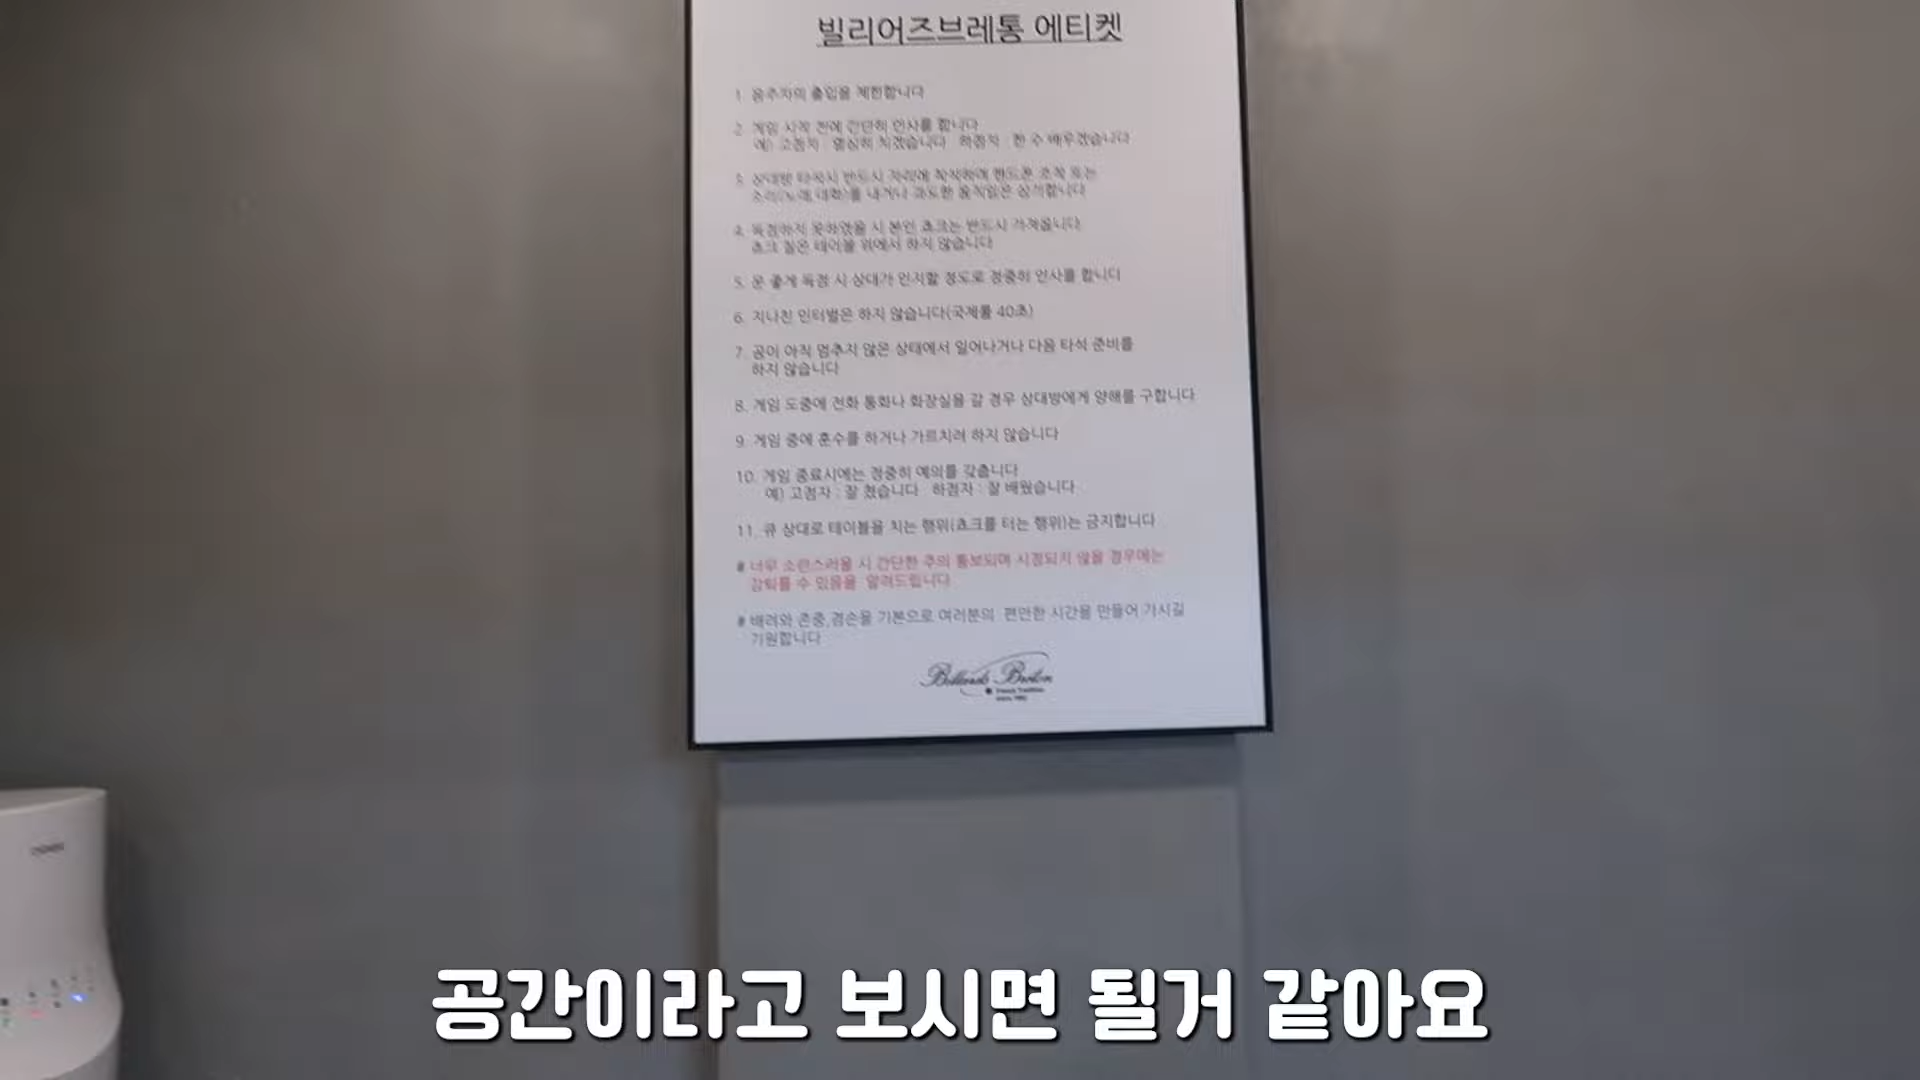 빌리어즈브레통 에티켓
1. 음주자의 출입을 제한합니다
2. 게임 시작 전에 간단히 인사를 합니다
예) 고점자 : 열심히 치겠습니다 하점자 : 한 수 배우겠습니다
3. 상대방 타석시 반드시 자리에 착석하며 핸드폰 조작 또는
소리(노래,대화)를 내거나 과도한 움직임은 삼가합니다
4. 득점하지 못하였을 시 본인 쵸크는 반드시 가져옵니다
쵸크 질은 테이블 위에서 하지 않습니다
5. 운 좋게 득점 시 상대가 인지할 정도로 정중히 인사를 합니다
6. 지나친 인터벌은 하지 않습니다(국제룰 40초)
7. 공이 아직 멈추지 않은 상태에서 일어나거나 다음 타석 준비를
하지 않습니다
8. 게임 도중에 전화 통화나 화장실을 갈 경우 상대방에게 양해를 구합니다
9. 게임 중에 훈수를 하거나 가르치려 하지 않습니다
10. 게임 종료시에는 정중히 예의를 갖춥니다
예) 고점자 : 잘 쳤습니다 하점자 : 잘 배웠습니다
11. 큐 상대로 테이블을 치는 행위(쵸크를 터는 행위)는 금지합니다
# 너무 소란스러울 시 간단한 주의 통보되며 시정되지 않을 경우에는
강퇴될 수 있음을 알려드립니다
# 배려와 존중,겸손을 기본으로 여러분의 편안한 시간을 만들어 가시길
기원합니다
Billards Breton
공간이라고 보시면 될거 같아요